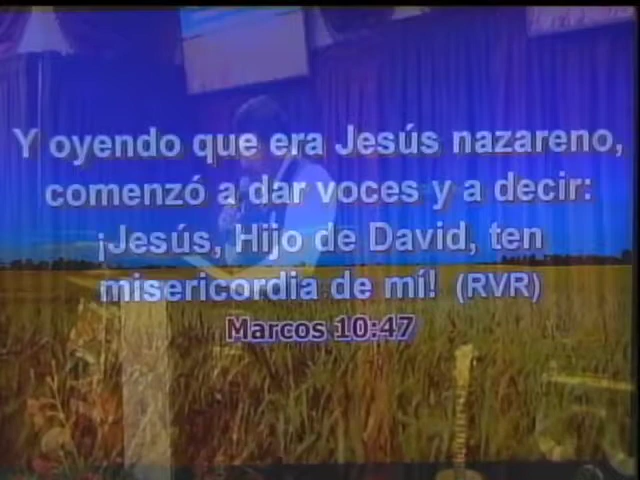 Y oyendo que era Jesús nazareno,
comenzó a dar voces y a decir:
¡Jesús, Hijo de David, ten
misericordia de mí! (RVR)
Marcos 10:47